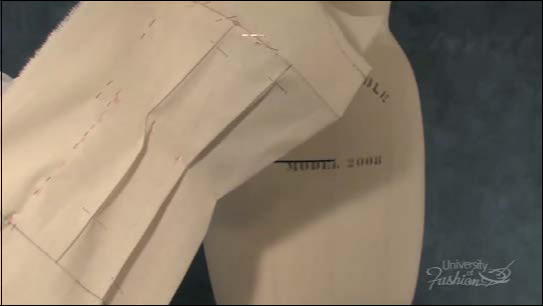 BLE
MODEL 2008
University
of
Fashion